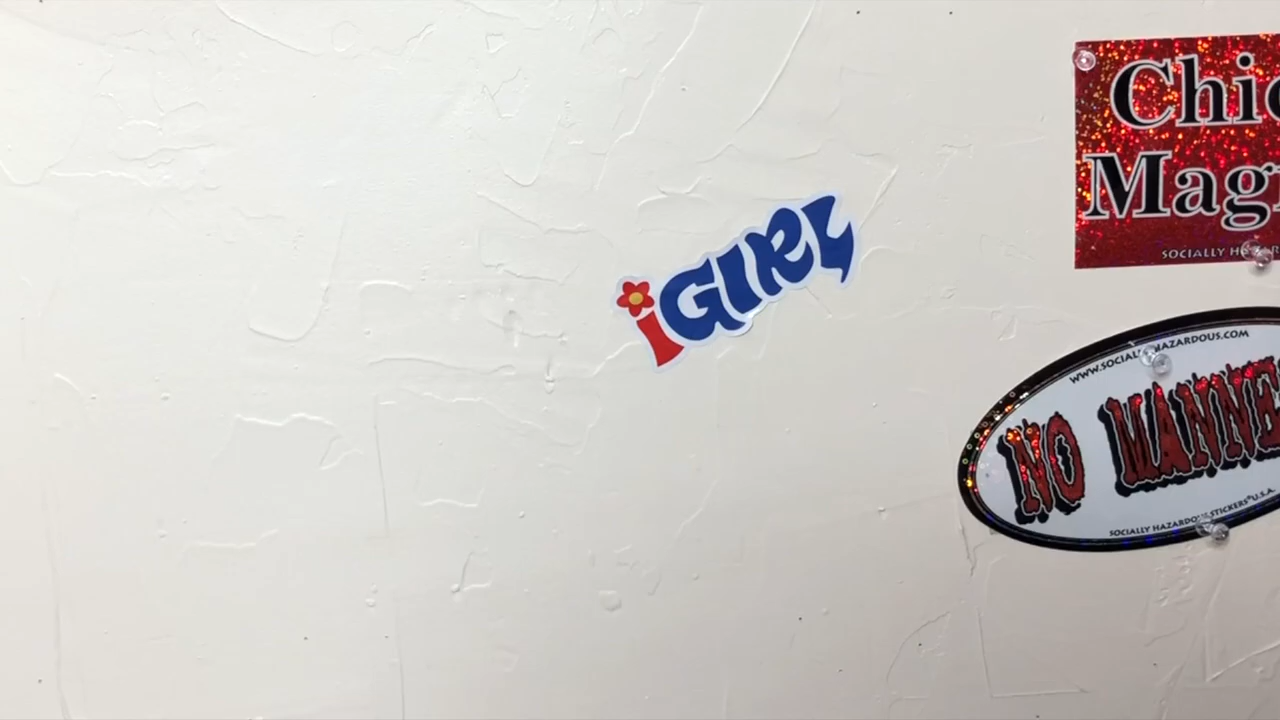 iGIRL
Chic
Mag
SOCIALLY
WWW.SOCIALLYHAZARDOUS.COM
NO MANNE
SOCIALLY HAZARDOUS STICKERS® U.S.A.